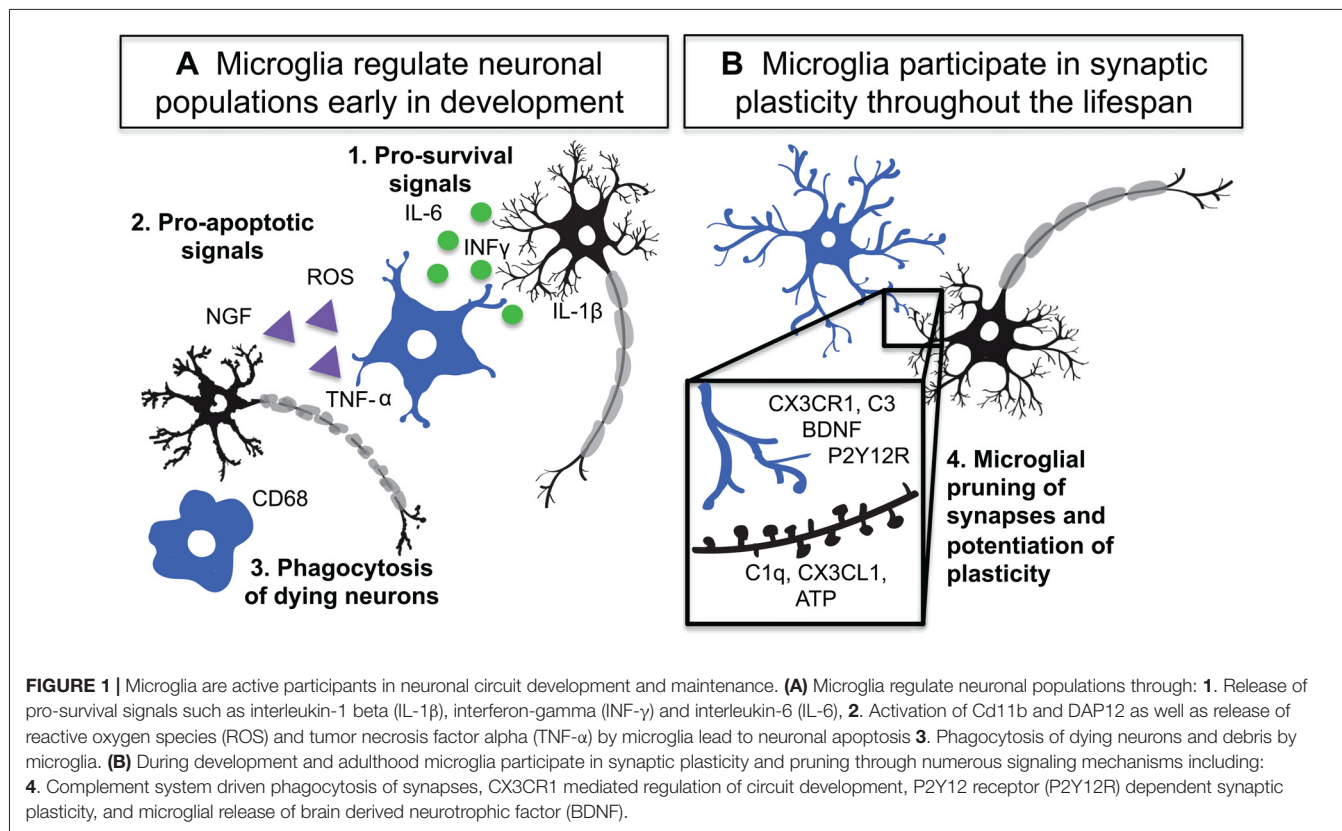 A Microglia regulate neuronal
populations early in development
1. Pro-survival
signals
IL-6
INFγ
IL-1β
2. Pro-apoptotic
signals
ROS
NGF
TNF-α
CD68
3. Phagocytosis
of dying neurons
B Microglia participate in synaptic
plasticity throughout the lifespan
CX3CR1, C3
BDNF
P2Y12R
C1q, CX3CL1,
ATP
4. Microglial
pruning of
synapses and
potentiation of
plasticity
FIGURE 1 | Microglia are active participants in neuronal circuit development and maintenance. (A) Microglia regulate neuronal populations through: 1. Release of
pro-survival signals such as interleukin-1 beta (IL-1β), interferon-gamma (INF-γ) and interleukin-6 (IL-6), 2. Activation of Cd11b and DAP12 as well as release of
reactive oxygen species (ROS) and tumor necrosis factor alpha (TNF-α) by microglia lead to neuronal apoptosis 3. Phagocytosis of dying neurons and debris by
microglia. (B) During development and adulthood microglia participate in synaptic plasticity and pruning through numerous signaling mechanisms including:
4. Complement system driven phagocytosis of synapses, CX3CR1 mediated regulation of circuit development, P2Y12 receptor (P2Y12R) dependent synaptic
plasticity, and microglial release of brain derived neurotrophic factor (BDNF).